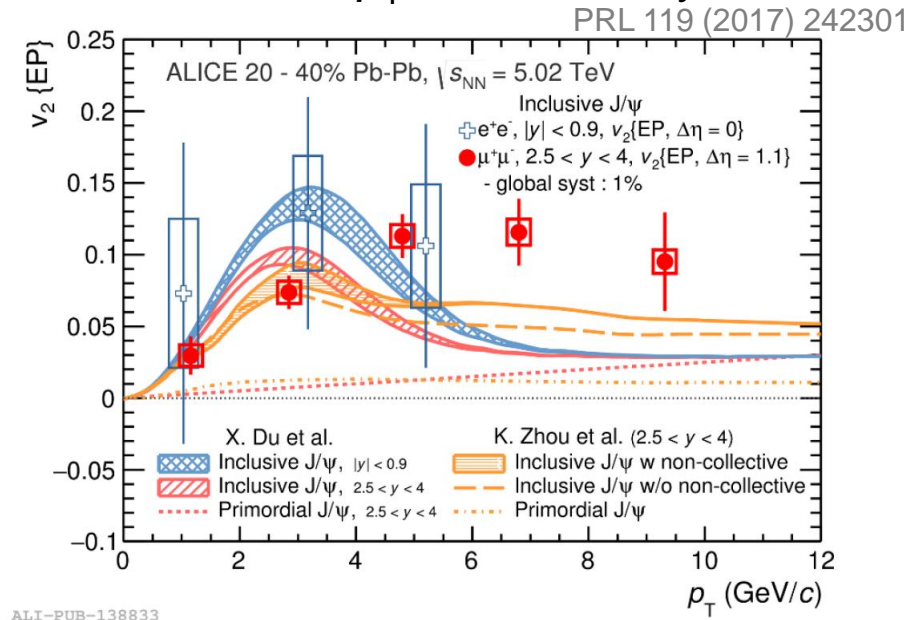 PRL 119 (2017) 242301
v₂ {EP}
0.25
0.2
0.15
0.1
0.05
0
−0.05
−0.1
ALICE 20 - 40% Pb-Pb, √s_NN = 5.02 TeV
Inclusive J/ψ
e⁺e⁻, |y| < 0.9, v₂{EP, Δη = 0}
μ⁺μ⁻, 2.5 < y < 4, v₂{EP, Δη = 1.1}
- global syst : 1%
X. Du et al.
Inclusive J/ψ, |y| < 0.9
Inclusive J/ψ, 2.5 < y < 4
Primordial J/ψ, 2.5 < y < 4
K. Zhou et al. (2.5 < y < 4)
Inclusive J/ψ w non-collective
Inclusive J/ψ w/o non-collective
Primordial J/ψ
0 2 4 6 8 10 12
p_T (GeV/c)
ALI-PUB-138833